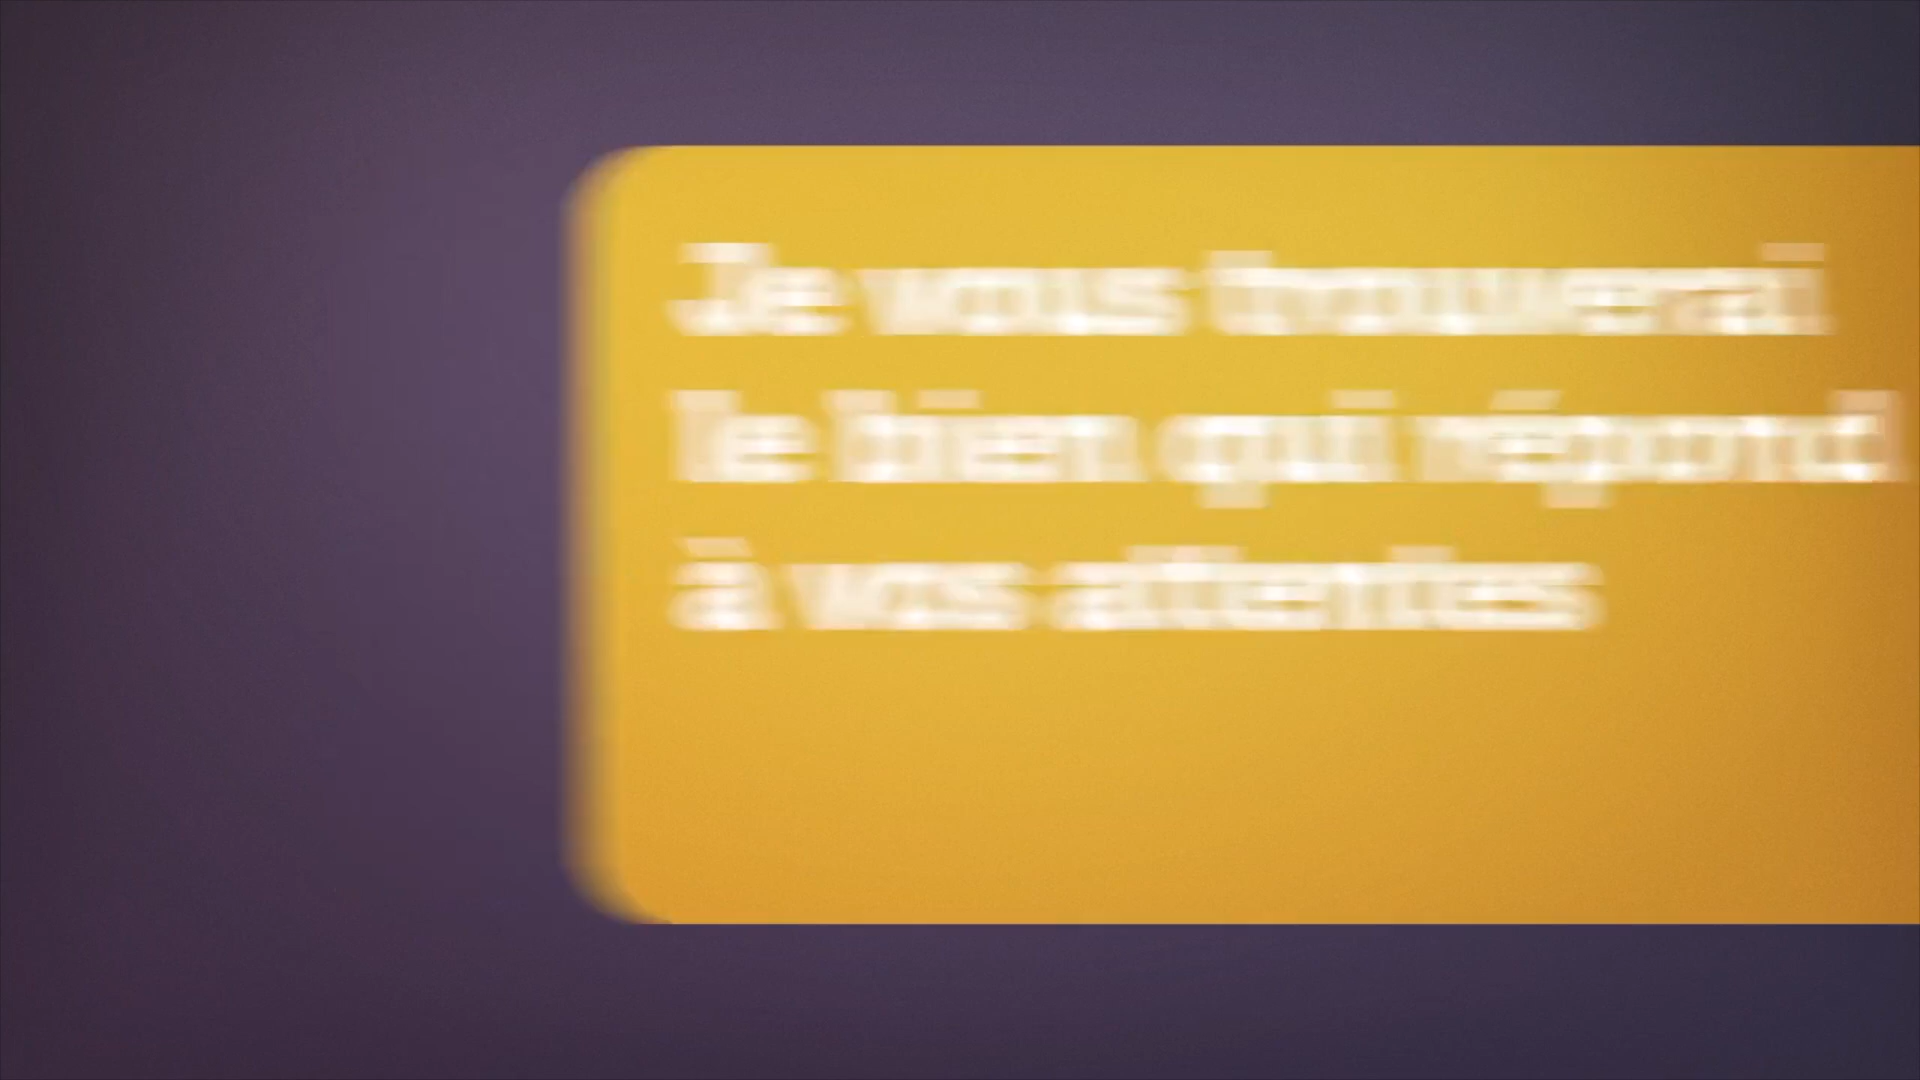 Je vous trouverai
le bien qui répond
à vos attentes